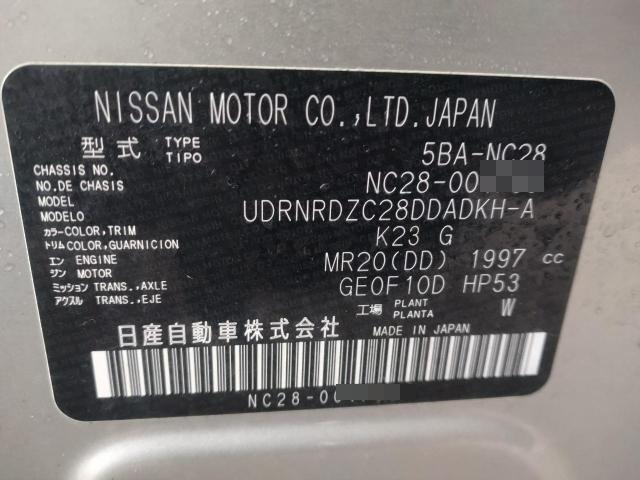 NISSAN MOTOR CO.,LTD.JAPAN
型式 TYPE TIPO 5BA-NC28
CHASSIS NO. NO.DE CHASIS NC28-00
MODEL MODELO UDRNRDZC28DDADKH-A
カラー COLOR,TRIM トリム COLOR,GUARNICION K23 G
エン ENGINE ジン MOTOR MR20(DD) 1997 cc
ミッション TRANS.,AXLE アクスル TRANS.,EJE GE0F10D HP53
工場 PLANT PLANTA W
日産自動車株式会社 MADE IN JAPAN
NC28-00